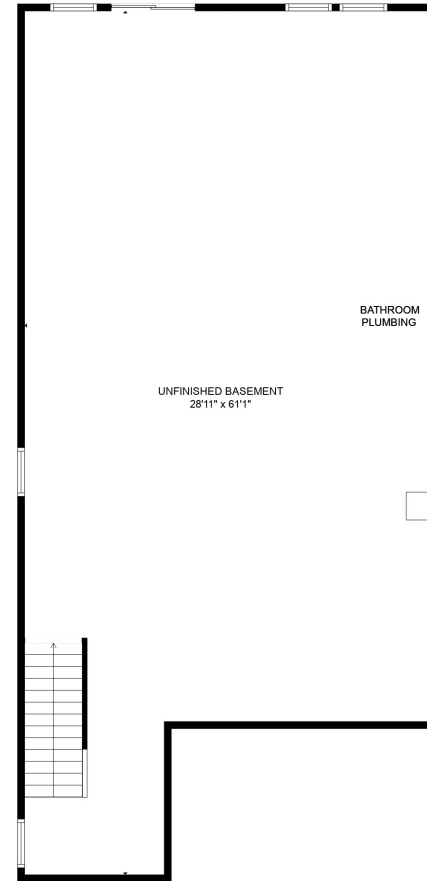 BATHROOM
PLUMBING
UNFINISHED BASEMENT
28'11" x 61'1"